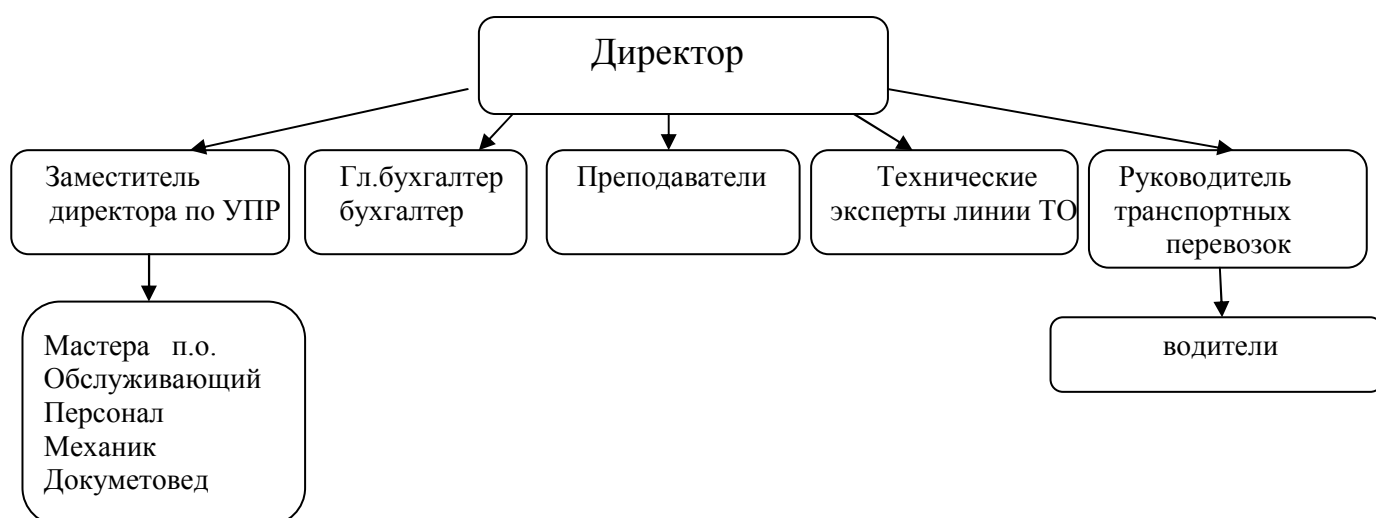 Директор
Заместитель
директора по УПР
Гл.бухгалтер
бухгалтер
Преподаватели
Технические
эксперты линии ТО
Руководитель
транспортных
перевозок
Мастера п.о.
Обслуживающий
Персонал
Механик
Докуметовед
водители